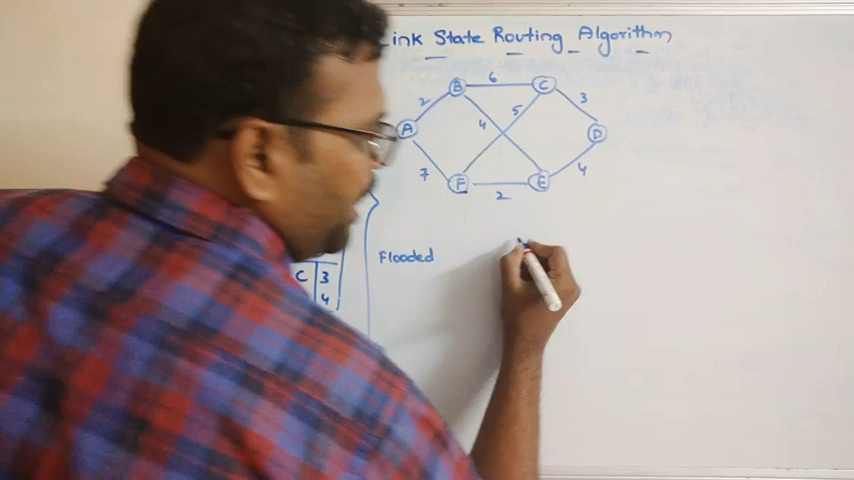 ink State Routing Algorithm
B 6 C
2 5 3
A 4 D
7 F E 4
2
Flooded
C 3
4